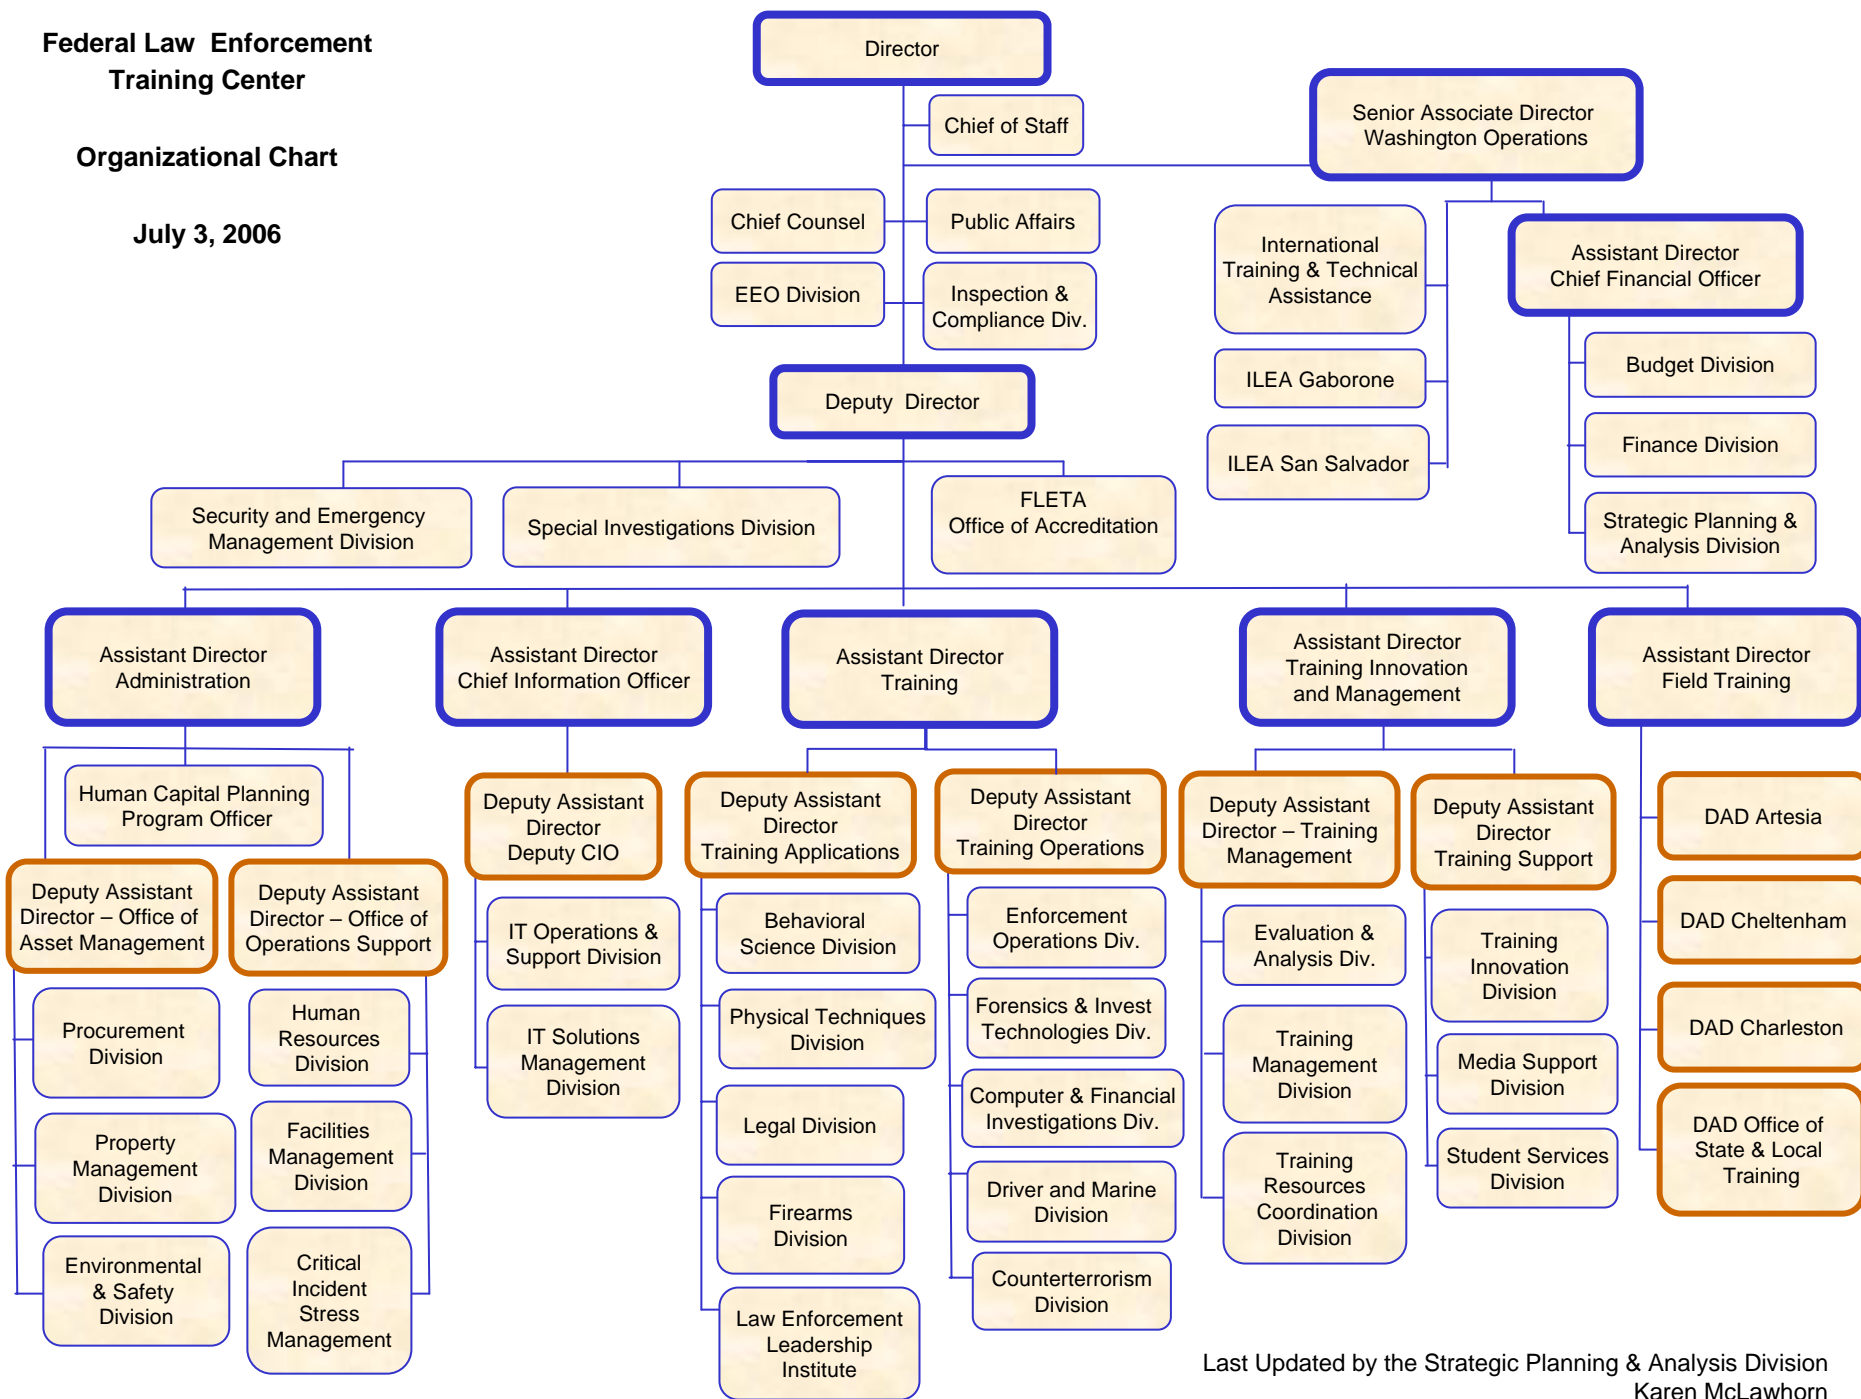 Federal Law Enforcement
Training Center
Organizational Chart
July 3, 2006
Director
Chief of Staff
Senior Associate Director
Washington Operations
Chief Counsel
Public Affairs
EEO Division
Inspection &
Compliance Div.
International
Training & Technical
Assistance
ILEA Gaborone
ILEA San Salvador
Assistant Director
Chief Financial Officer
Budget Division
Finance Division
Strategic Planning &
Analysis Division
Deputy Director
Security and Emergency
Management Division
Special Investigations Division
FLETA
Office of Accreditation
Assistant Director
Administration
Assistant Director
Chief Information Officer
Assistant Director
Training
Assistant Director
Training Innovation
and Management
Assistant Director
Field Training
Human Capital Planning
Program Officer
Deputy Assistant
Director – Office of
Asset Management
Procurement
Division
Property
Management
Division
Environmental
& Safety
Division
Deputy Assistant
Director – Office of
Operations Support
Human
Resources
Division
Facilities
Management
Division
Critical
Incident
Stress
Management
Deputy Assistant
Director
Deputy CIO
IT Operations &
Support Division
IT Solutions
Management
Division
Deputy Assistant
Director
Training Applications
Behavioral
Science Division
Physical Techniques
Division
Legal Division
Firearms
Division
Law Enforcement
Leadership
Institute
Deputy Assistant
Director
Training Operations
Enforcement
Operations Div.
Forensics & Invest
Technologies Div.
Computer & Financial
Investigations Div.
Driver and Marine
Division
Counterterrorism
Division
Deputy Assistant
Director – Training
Management
Evaluation &
Analysis Div.
Training
Management
Division
Training
Resources
Coordination
Division
Deputy Assistant
Director
Training Support
Training
Innovation
Division
Media Support
Division
Student Services
Division
DAD Artesia
DAD Cheltenham
DAD Charleston
DAD Office of
State & Local
Training
Last Updated by the Strategic Planning & Analysis Division
Karen McLawhorn